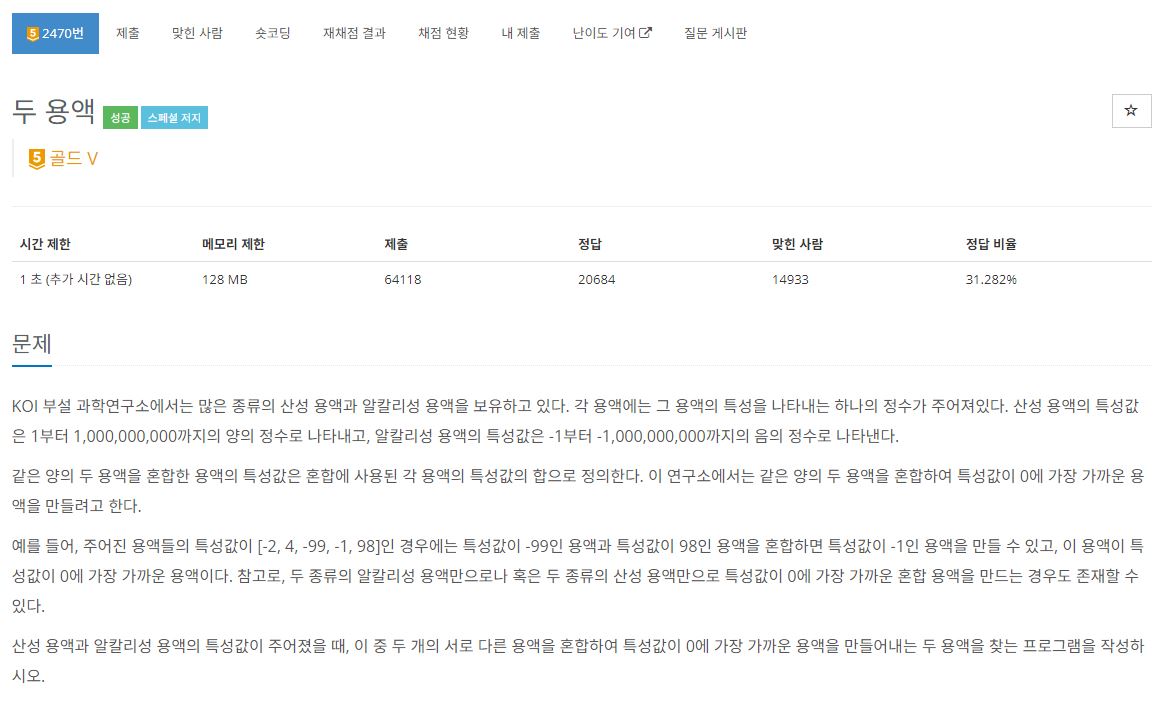 5 2470번 제출 맞힌 사람 숏코딩 재채점 결과 채점 현황 내 제출 난이도 기여 질문 게시판
두 용액 성공 스페셜 저지
5 골드 V
시간 제한 메모리 제한 제출 정답 맞힌 사람 정답 비율
1 초 (추가 시간 없음) 128 MB 64118 20684 14933 31.282%
문제
KOI 부설 과학연구소에서는 많은 종류의 산성 용액과 알칼리성 용액을 보유하고 있다. 각 용액에는 그 용액의 특성을 나타내는 하나의 정수가 주어져있다. 산성 용액의 특성값
은 1부터 1,000,000,000까지의 양의 정수로 나타내고, 알칼리성 용액의 특성값은 -1부터 -1,000,000,000까지의 음의 정수로 나타낸다.
같은 양의 두 용액을 혼합한 용액의 특성값은 혼합에 사용된 각 용액의 특성값의 합으로 정의한다. 이 연구소에서는 같은 양의 두 용액을 혼합하여 특성값이 0에 가장 가까운 용
액을 만들려고 한다.
예를 들어, 주어진 용액들의 특성값이 [-2, 4, -99, -1, 98]인 경우에는 특성값이 -99인 용액과 특성값이 98인 용액을 혼합하면 특성값이 -1인 용액을 만들 수 있고, 이 용액이 특
성값이 0에 가장 가까운 용액이다. 참고로, 두 종류의 알칼리성 용액만으로나 혹은 두 종류의 산성 용액만으로 특성값이 0에 가장 가까운 혼합 용액을 만드는 경우도 존재할 수
있다.
산성 용액과 알칼리성 용액의 특성값이 주어졌을 때, 이 중 두 개의 서로 다른 용액을 혼합하여 특성값이 0에 가장 가까운 용액을 만들어내는 두 용액을 찾는 프로그램을 작성하
시오.